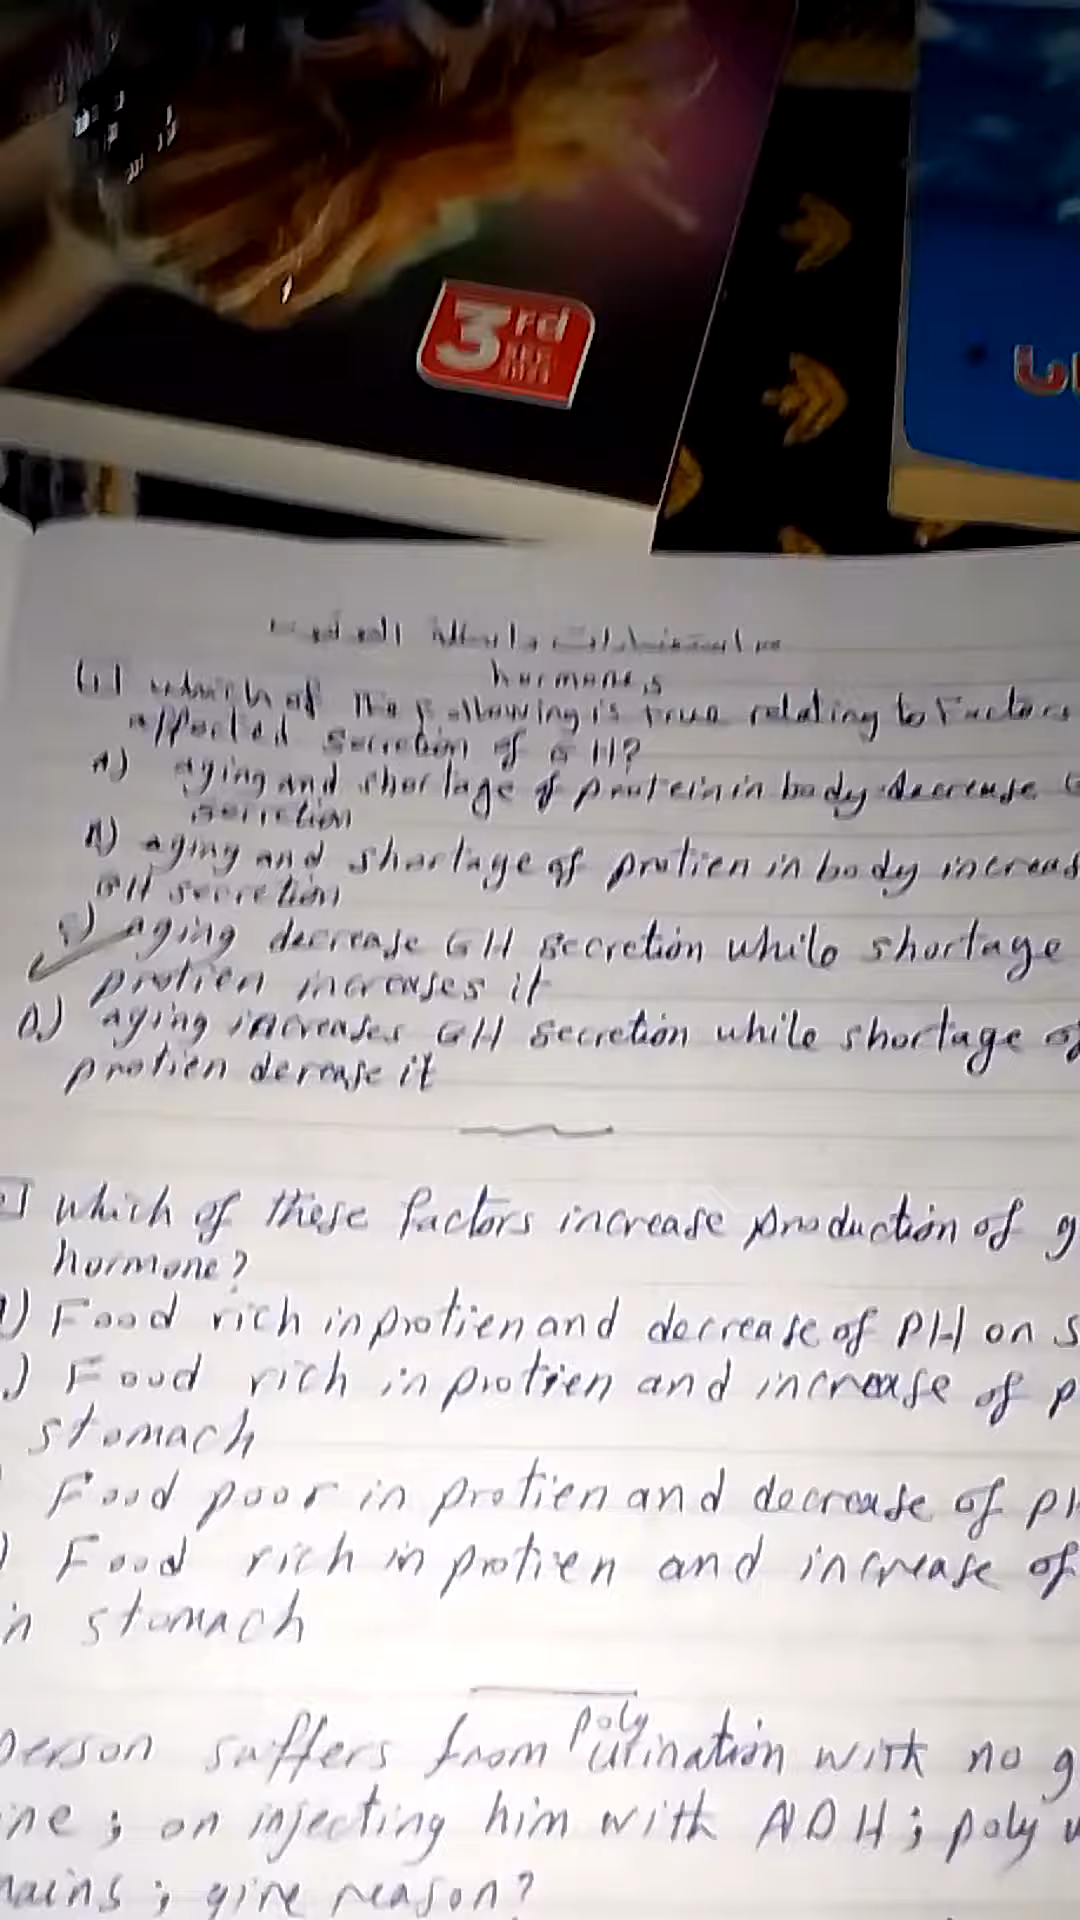 3rd
hormones
which of the Following is true relating to Factors
affected secretion of GH?
A) aging and shortage of protein in body decrease G
secretion
B) aging and shortage of protien in body increas
GH secretion
C) aging decrease GH secretion while shortage
protien increases it
D) aging increases GH secretion while shortage of
protien derease it
which of these factors increase production of g
hormone?
) Food rich in protien and decrease of PH on s
) Food rich in protien and increase of p
stomach
Food poor in protien and decrease of pH
) Food rich in protien and increase of
in stomach
poly
person suffers from urination with no g
ine ; on injecting him with ADH ; poly u
mains ; give reason?